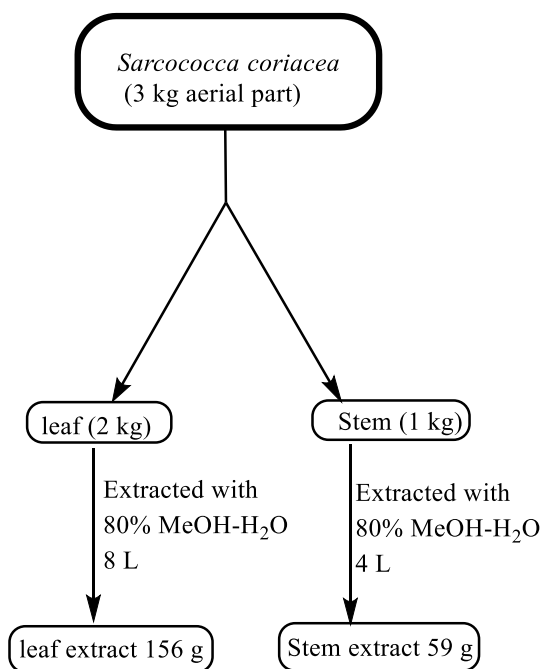 Sarcococca coriacea
(3 kg aerial part)
leaf (2 kg)
Stem (1 kg)
Extracted with
80% MeOH-H₂O
8 L
Extracted with
80% MeOH-H₂O
4 L
leaf extract 156 g
Stem extract 59 g